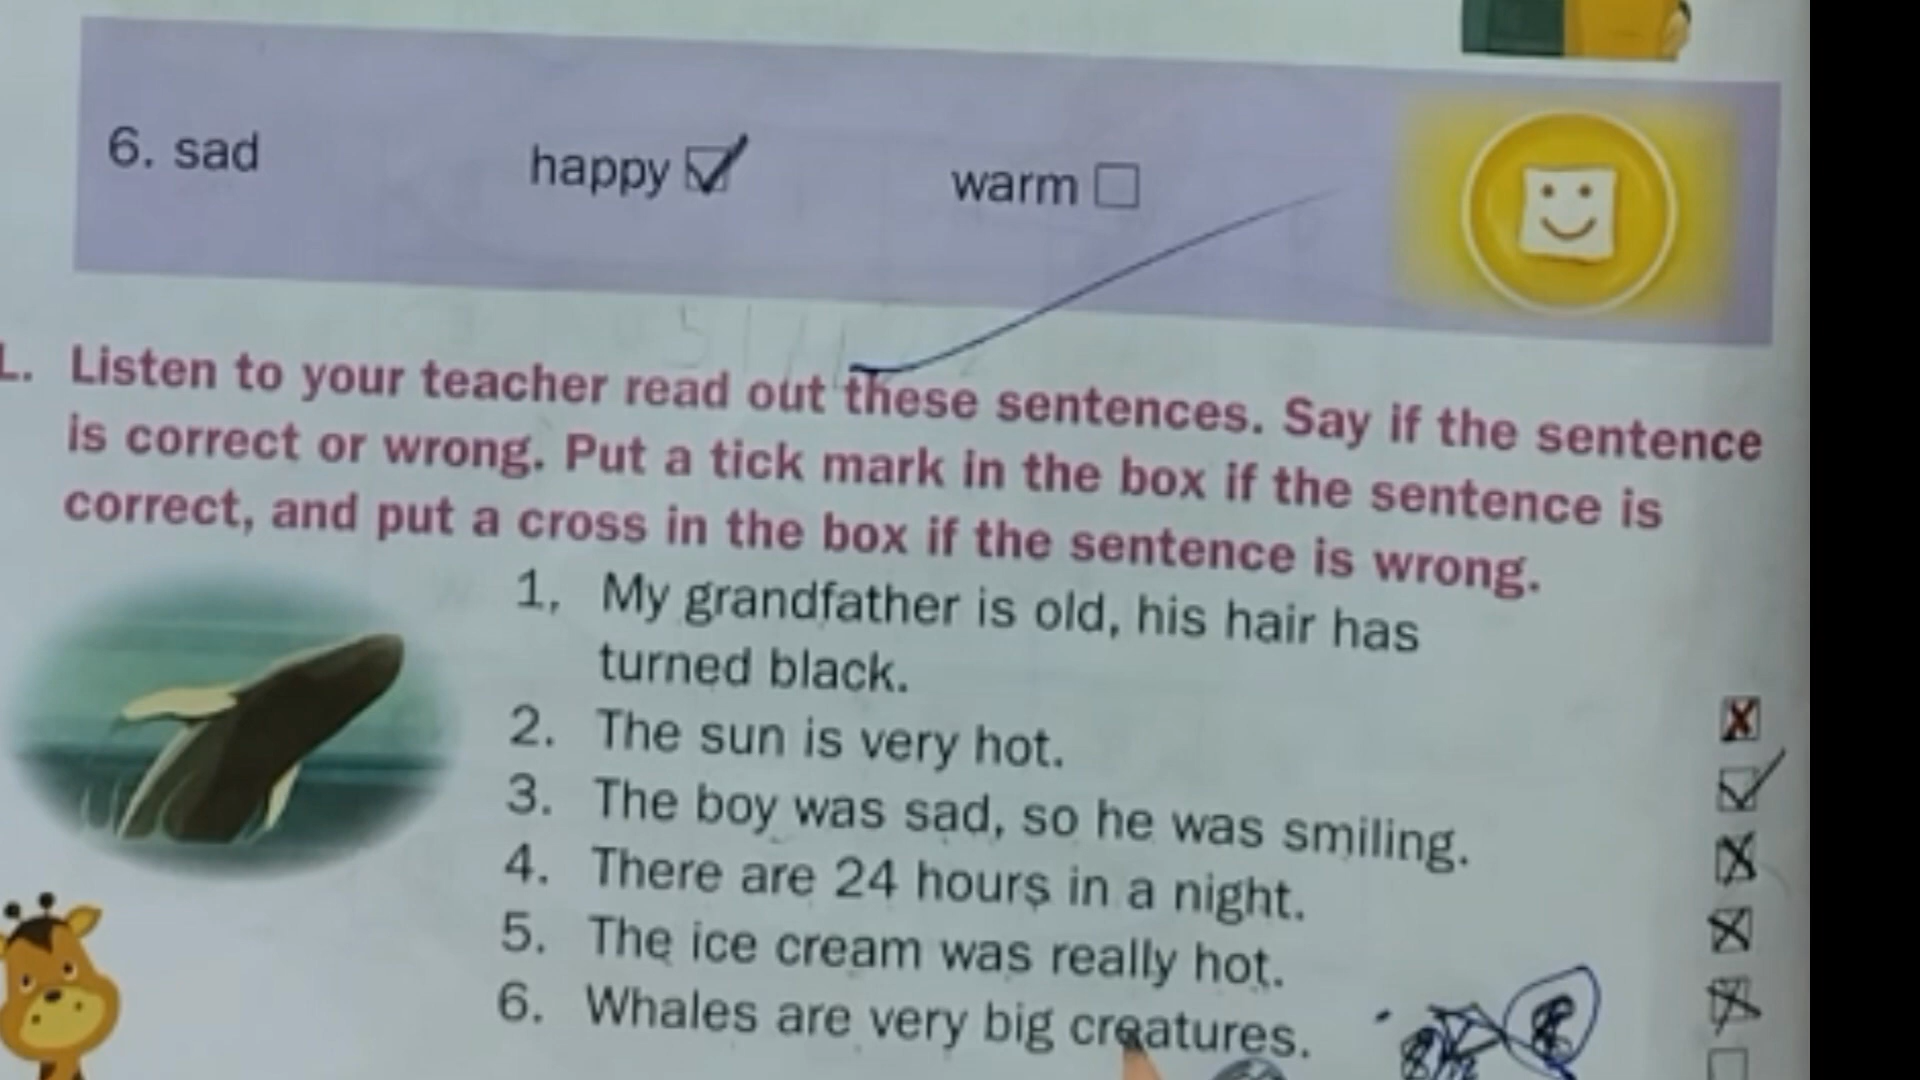 6. sad happy warm
L. Listen to your teacher read out these sentences. Say if the sentence
is correct or wrong. Put a tick mark in the box if the sentence is
correct, and put a cross in the box if the sentence is wrong.
1. My grandfather is old, his hair has
turned black.
2. The sun is very hot.
3. The boy was sad, so he was smiling.
4. There are 24 hours in a night.
5. The ice cream was really hot.
6. Whales are very big creatures.